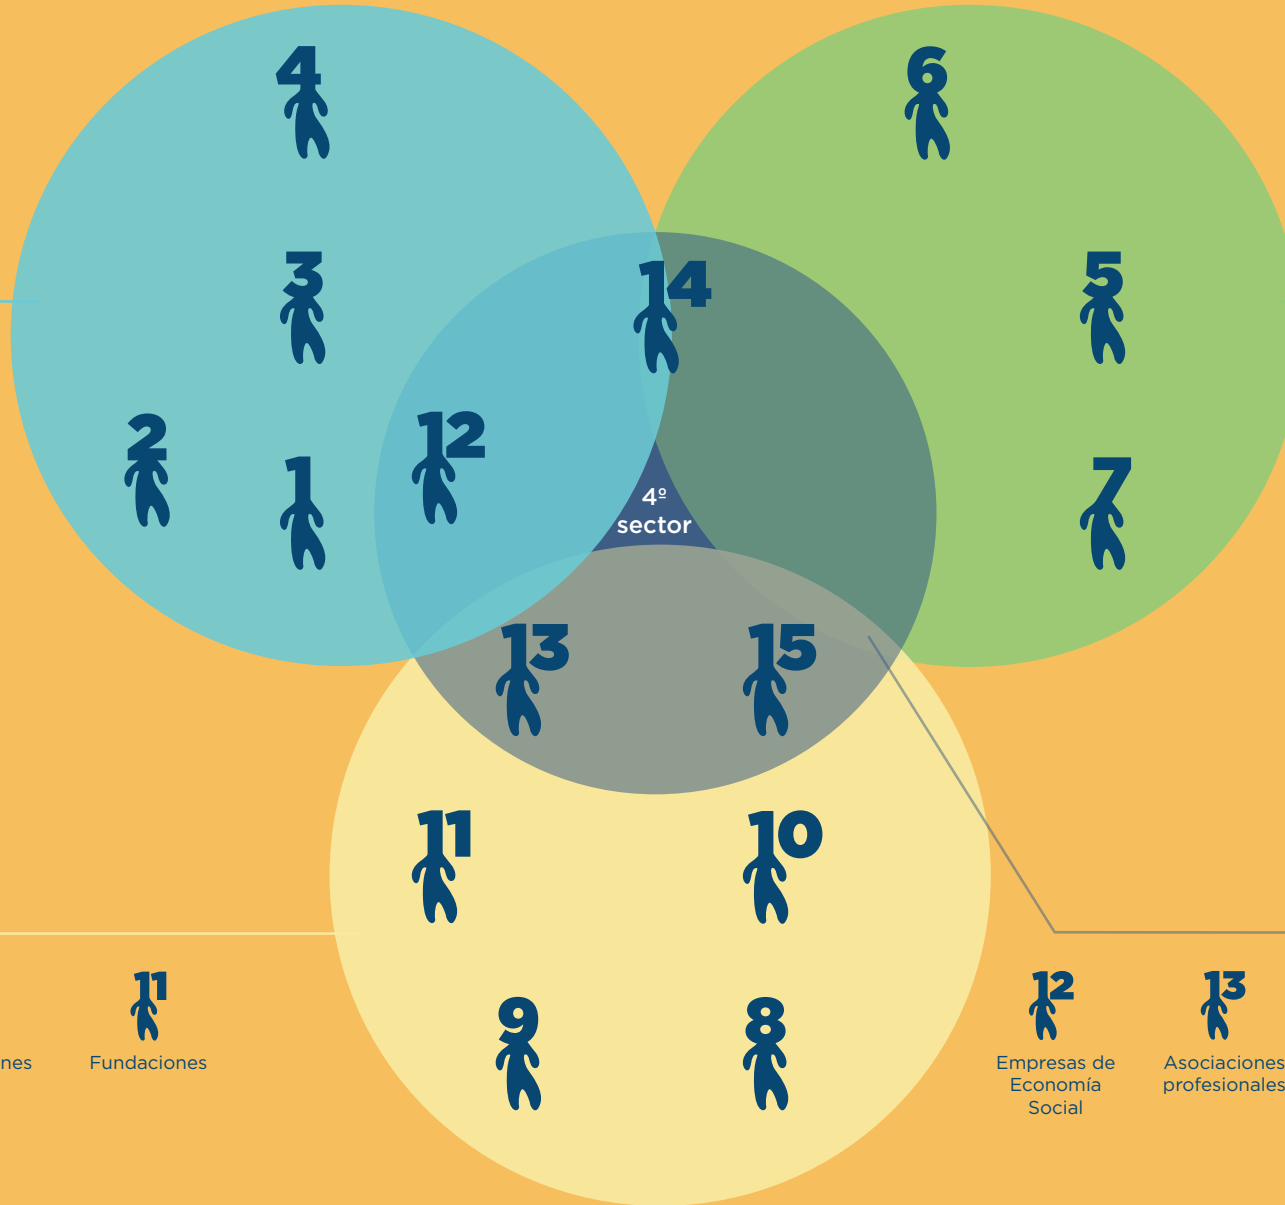 4
6
3
5
14
2
12
1
7
4º
sector
13
15
11
10
9
8
11
12
13
nes
Fundaciones
Empresas de
Economía
Social
Asociaciones
profesionales